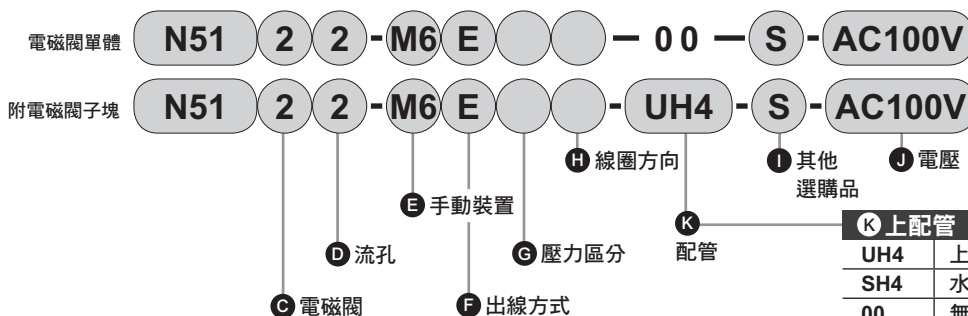 電磁閥單體 N51 2 2 - M6 E - 00 - S - AC100V
附電磁閥子塊 N51 2 2 - M6 E - UH4 - S - AC100V
H 線圈方向
I 其他
選購品
J 電壓
E 手動裝置
K
配管
D 流孔
G 壓力區分
C 電磁閥
F 出線方式
K 上配管
UH4 上
SH4 水
00 無